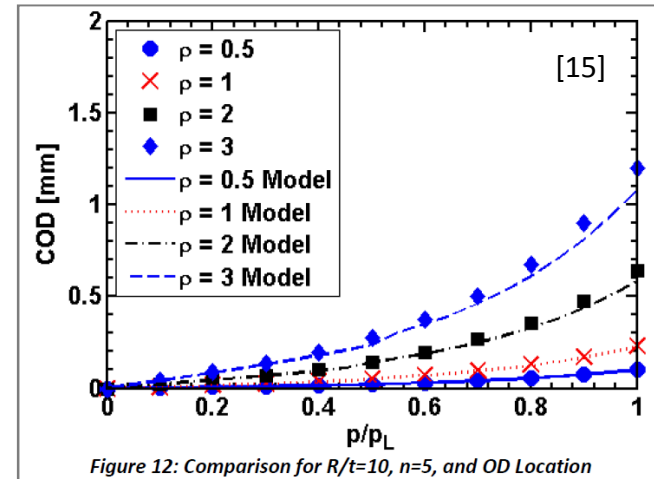 2
1.5
1
0.5
0
COD [mm]
ρ = 0.5
ρ = 1
ρ = 2
ρ = 3
ρ = 0.5 Model
ρ = 1 Model
ρ = 2 Model
ρ = 3 Model
[15]
0 0.2 0.4 0.6 0.8 1
p/pL
Figure 12: Comparison for R/t=10, n=5, and OD Location